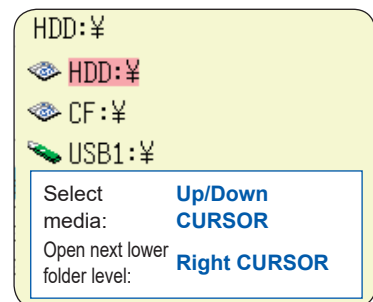 HDD:¥
HDD:¥
CF:¥
USB1:¥
Select media: Up/Down CURSOR
Open next lower folder level: Right CURSOR